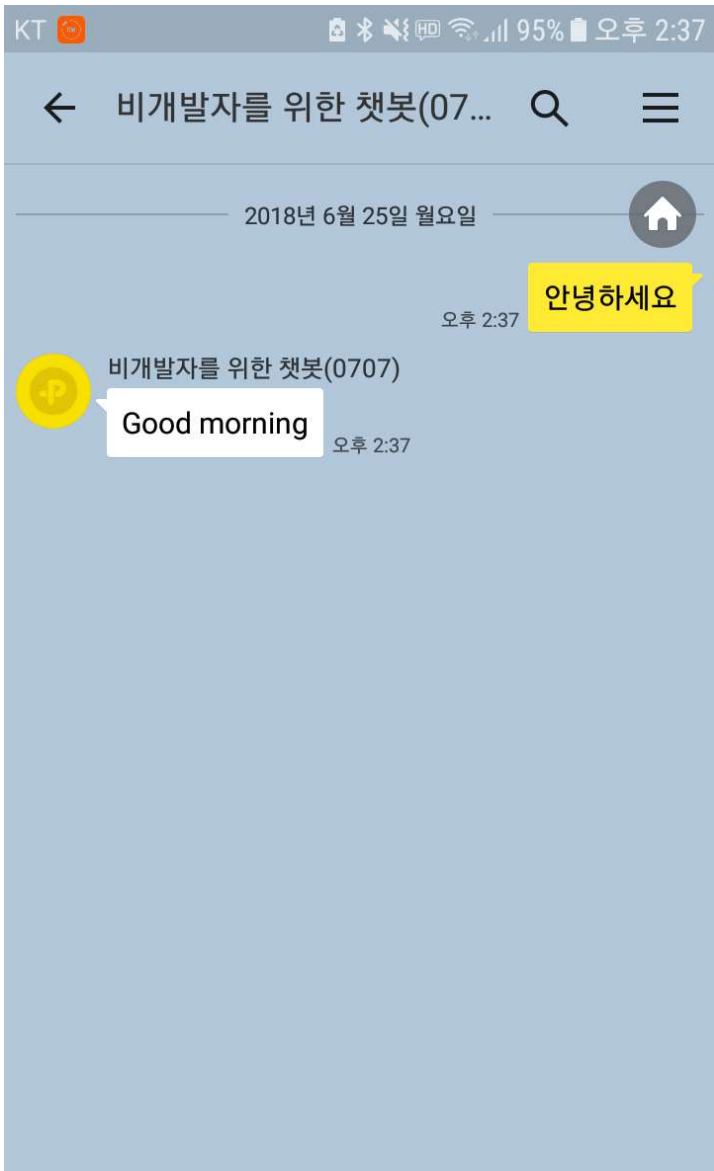 KT 95% 오후 2:37
비개발자를 위한 챗봇(07...
2018년 6월 25일 월요일
안녕하세요
오후 2:37
비개발자를 위한 챗봇(0707)
Good morning
오후 2:37